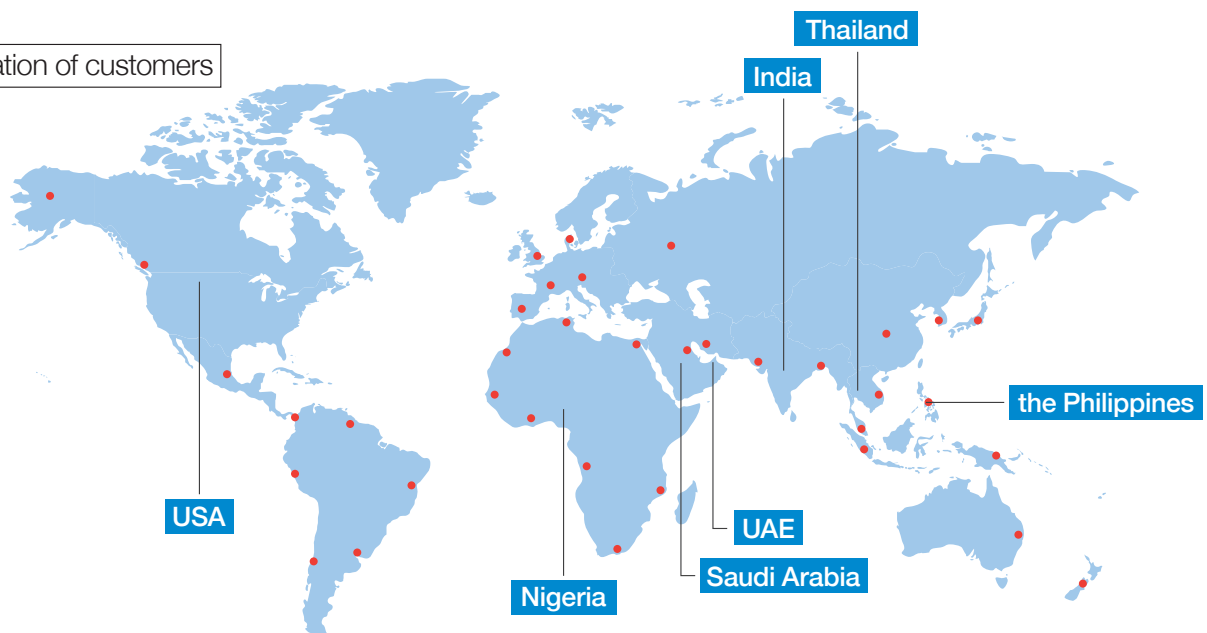 Thailand
ation of customers
India
the Philippines
USA
UAE
Saudi Arabia
Nigeria